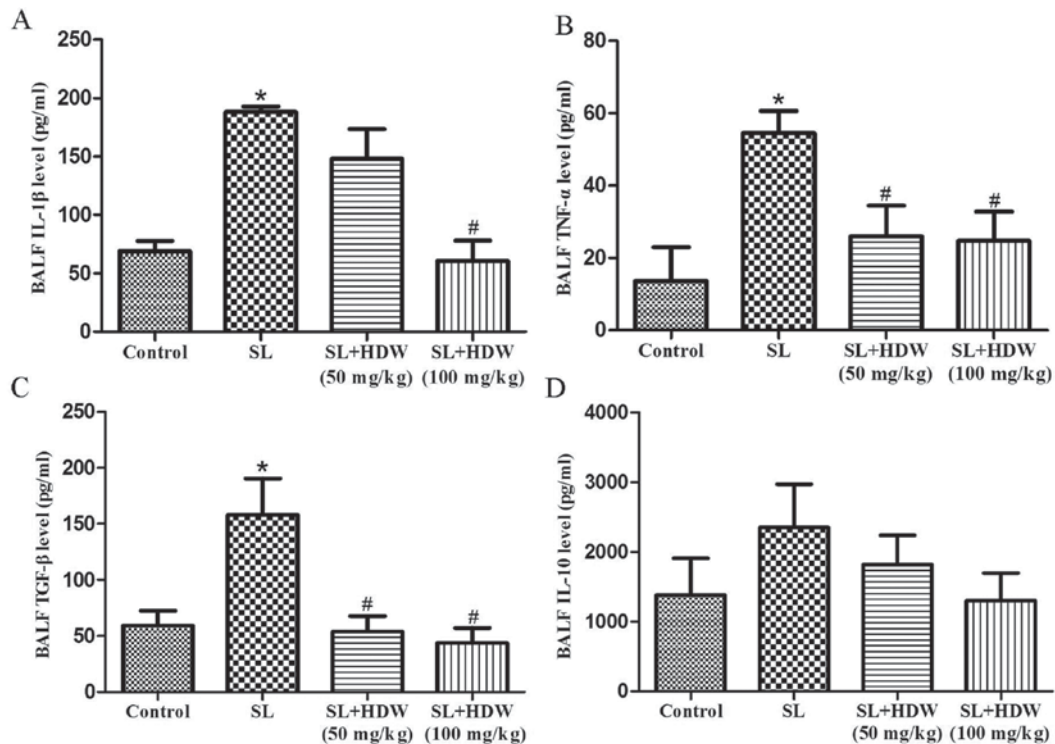 A
BALF IL-1β level (pg/ml)
250
200
150
100
50
0
*
#
Control
SL
SL+HDW
(50 mg/kg)
SL+HDW
(100 mg/kg)
B
BALF TNF-α level (pg/ml)
80
60
40
20
0
*
#
#
Control
SL
SL+HDW
(50 mg/kg)
SL+HDW
(100 mg/kg)
C
BALF TGF-β level (pg/ml)
250
200
150
100
50
0
*
#
#
Control
SL
SL+HDW
(50 mg/kg)
SL+HDW
(100 mg/kg)
D
BALF IL-10 level (pg/ml)
4000
3000
2000
1000
0
Control
SL
SL+HDW
(50 mg/kg)
SL+HDW
(100 mg/kg)